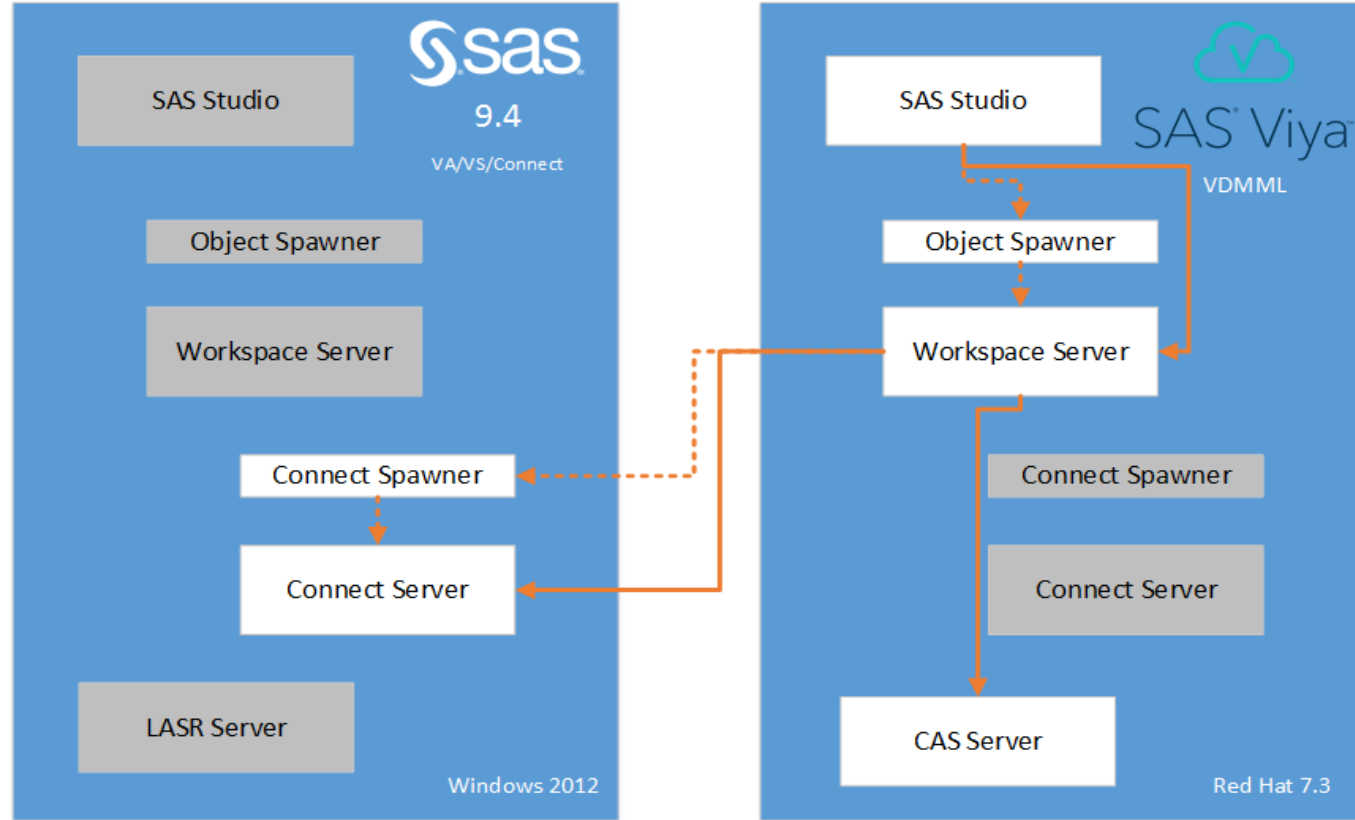 sas
9.4
VA/VS/Connect
SAS Studio
Object Spawner
Workspace Server
Connect Spawner
Connect Server
LASR Server
Windows 2012
SAS® Viya™
VDMML
SAS Studio
Object Spawner
Workspace Server
Connect Spawner
Connect Server
CAS Server
Red Hat 7.3